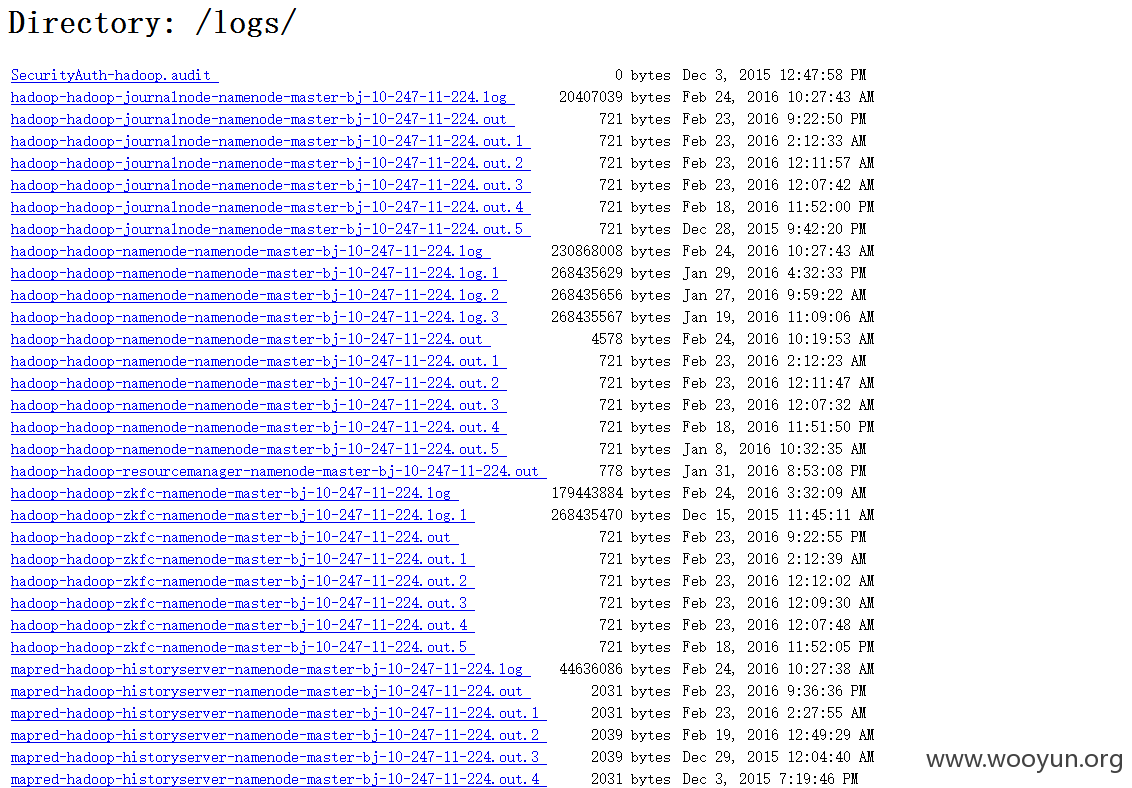 Directory: /logs/
SecurityAuth-hadoop.audit 0 bytes Dec 3, 2015 12:47:58 PM
hadoop-hadoop-journalnode-namenode-master-bj-10-247-11-224.log 20407039 bytes Feb 24, 2016 10:27:43 AM
hadoop-hadoop-journalnode-namenode-master-bj-10-247-11-224.out 721 bytes Feb 23, 2016 9:22:50 PM
hadoop-hadoop-journalnode-namenode-master-bj-10-247-11-224.out.1 721 bytes Feb 23, 2016 2:12:33 AM
hadoop-hadoop-journalnode-namenode-master-bj-10-247-11-224.out.2 721 bytes Feb 23, 2016 12:11:57 AM
hadoop-hadoop-journalnode-namenode-master-bj-10-247-11-224.out.3 721 bytes Feb 23, 2016 12:07:42 AM
hadoop-hadoop-journalnode-namenode-master-bj-10-247-11-224.out.4 721 bytes Feb 18, 2016 11:52:00 PM
hadoop-hadoop-journalnode-namenode-master-bj-10-247-11-224.out.5 721 bytes Dec 28, 2015 9:42:20 PM
hadoop-hadoop-namenode-namenode-master-bj-10-247-11-224.log 230868008 bytes Feb 24, 2016 10:27:43 AM
hadoop-hadoop-namenode-namenode-master-bj-10-247-11-224.log.1 268435629 bytes Jan 29, 2016 4:32:33 PM
hadoop-hadoop-namenode-namenode-master-bj-10-247-11-224.log.2 268435656 bytes Jan 27, 2016 9:59:22 AM
hadoop-hadoop-namenode-namenode-master-bj-10-247-11-224.log.3 268435567 bytes Jan 19, 2016 11:09:06 AM
hadoop-hadoop-namenode-namenode-master-bj-10-247-11-224.out 4578 bytes Feb 24, 2016 10:19:53 AM
hadoop-hadoop-namenode-namenode-master-bj-10-247-11-224.out.1 721 bytes Feb 23, 2016 2:12:23 AM
hadoop-hadoop-namenode-namenode-master-bj-10-247-11-224.out.2 721 bytes Feb 23, 2016 12:11:47 AM
hadoop-hadoop-namenode-namenode-master-bj-10-247-11-224.out.3 721 bytes Feb 23, 2016 12:07:32 AM
hadoop-hadoop-namenode-namenode-master-bj-10-247-11-224.out.4 721 bytes Feb 18, 2016 11:51:50 PM
hadoop-hadoop-namenode-namenode-master-bj-10-247-11-224.out.5 721 bytes Jan 8, 2016 10:32:35 AM
hadoop-hadoop-resourcemanager-namenode-master-bj-10-247-11-224.out 778 bytes Jan 31, 2016 8:53:08 PM
hadoop-hadoop-zkfc-namenode-master-bj-10-247-11-224.log 179443884 bytes Feb 24, 2016 3:32:09 AM
hadoop-hadoop-zkfc-namenode-master-bj-10-247-11-224.log.1 268435470 bytes Dec 15, 2015 11:45:11 AM
hadoop-hadoop-zkfc-namenode-master-bj-10-247-11-224.out 721 bytes Feb 23, 2016 9:22:55 PM
hadoop-hadoop-zkfc-namenode-master-bj-10-247-11-224.out.1 721 bytes Feb 23, 2016 2:12:39 AM
hadoop-hadoop-zkfc-namenode-master-bj-10-247-11-224.out.2 721 bytes Feb 23, 2016 12:12:02 AM
hadoop-hadoop-zkfc-namenode-master-bj-10-247-11-224.out.3 721 bytes Feb 23, 2016 12:09:30 AM
hadoop-hadoop-zkfc-namenode-master-bj-10-247-11-224.out.4 721 bytes Feb 23, 2016 12:07:48 AM
hadoop-hadoop-zkfc-namenode-master-bj-10-247-11-224.out.5 721 bytes Feb 18, 2016 11:52:05 PM
mapred-hadoop-historyserver-namenode-master-bj-10-247-11-224.log 44636086 bytes Feb 24, 2016 10:27:38 AM
mapred-hadoop-historyserver-namenode-master-bj-10-247-11-224.out 2031 bytes Feb 23, 2016 9:36:36 PM
mapred-hadoop-historyserver-namenode-master-bj-10-247-11-224.out.1 2031 bytes Feb 23, 2016 2:27:55 AM
mapred-hadoop-historyserver-namenode-master-bj-10-247-11-224.out.2 2039 bytes Feb 19, 2016 12:49:29 AM
mapred-hadoop-historyserver-namenode-master-bj-10-247-11-224.out.3 2039 bytes Dec 29, 2015 12:04:40 AM
mapred-hadoop-historyserver-namenode-master-bj-10-247-11-224.out.4 2031 bytes Dec 3, 2015 7:19:46 PM
www.wooyun.org